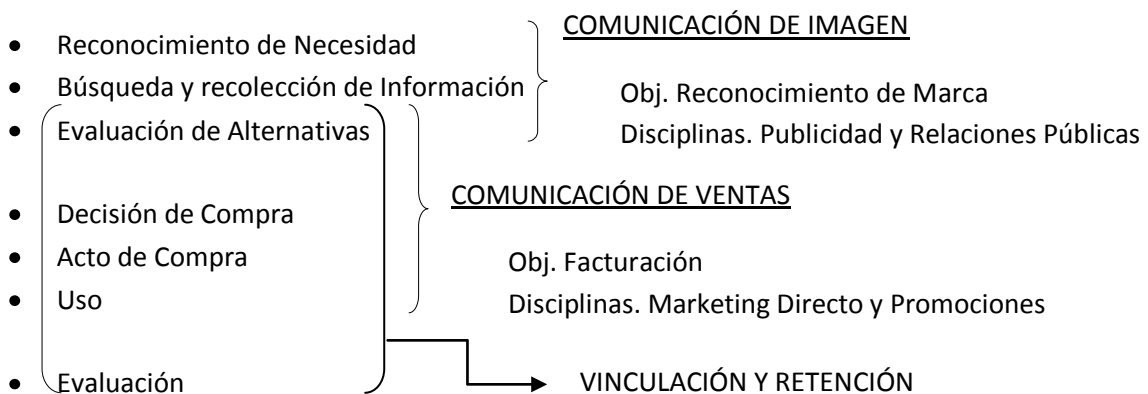 COMUNICACIÓN DE IMAGEN
• Reconocimiento de Necesidad
• Búsqueda y recolección de Información
Obj. Reconocimiento de Marca
• Evaluación de Alternativas
Disciplinas. Publicidad y Relaciones Públicas
COMUNICACIÓN DE VENTAS
• Decisión de Compra
• Acto de Compra
Obj. Facturación
• Uso
Disciplinas. Marketing Directo y Promociones
• Evaluación
VINCULACIÓN Y RETENCIÓN